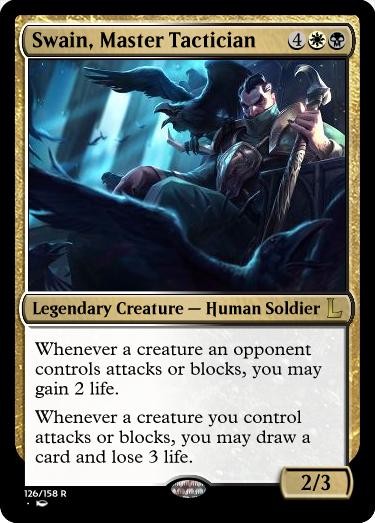 Swain, Master Tactician 4
Legendary Creature — Human Soldier L
Whenever a creature an opponent
controls attacks or blocks, you may
gain 2 life.
Whenever a creature you control
attacks or blocks, you may draw a
card and lose 3 life.
2/3
126/158 R